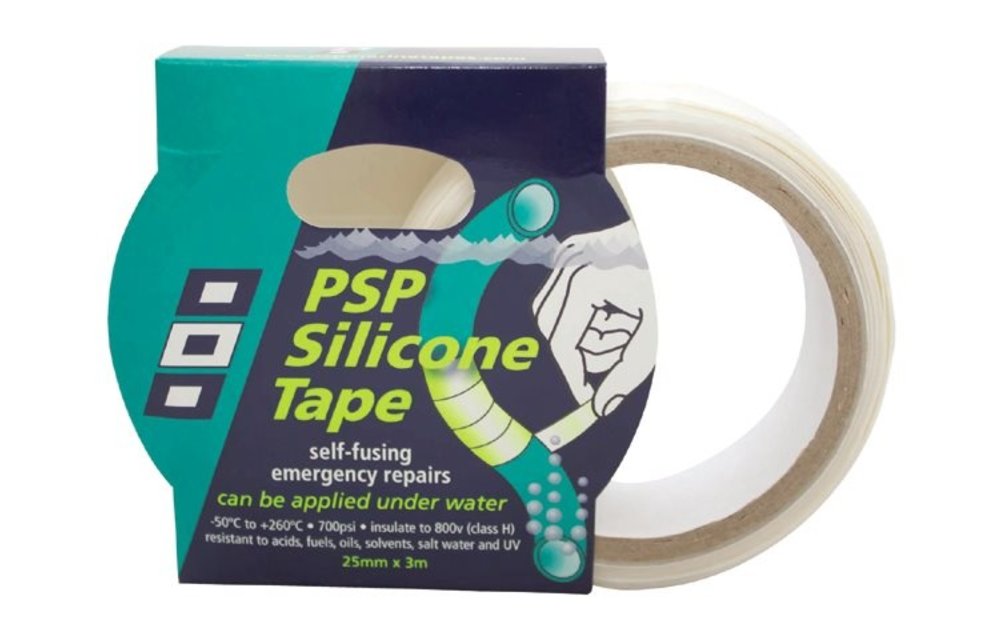 PSP
Silicone
Tape
self-fusing
emergency repairs
can be applied under water
-50°C to +260°C • 700psi • insulate to 800v (class H)
resistant to acids, fuels, oils, solvents, salt water and UV
25mm x 3m